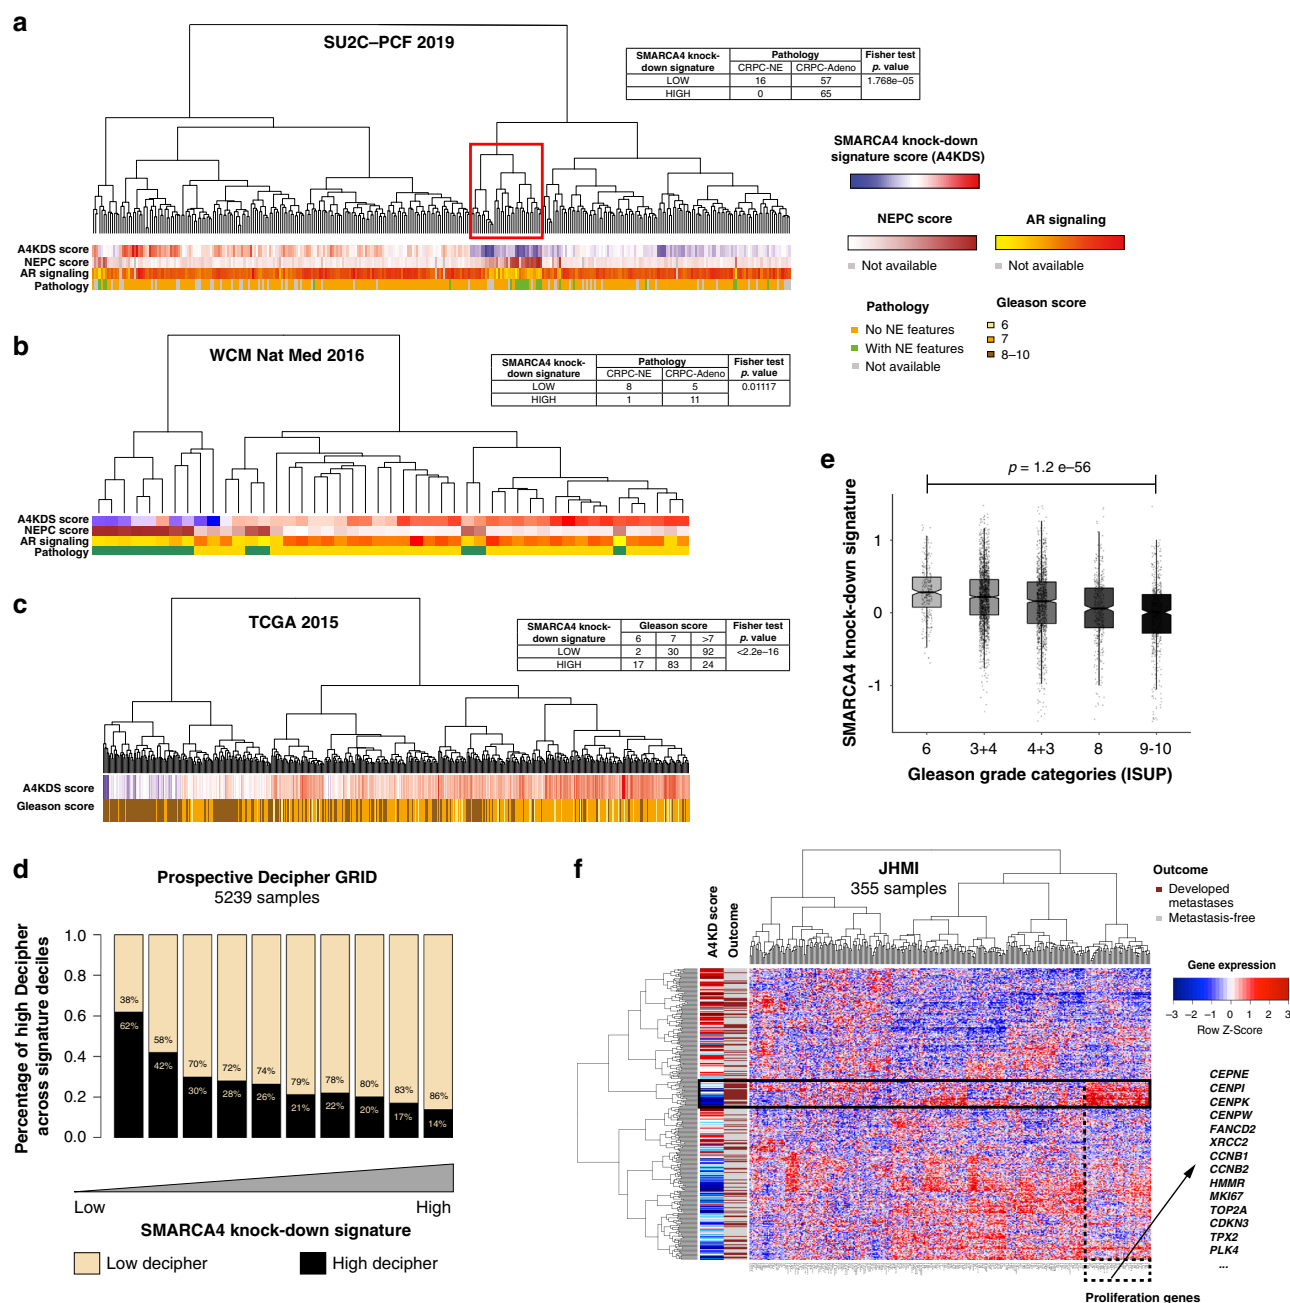 a
SU2C–PCF 2019
SMARCA4 knock-down signature
Pathology
Fisher test p. value
CRPC-NE CRPC-Adeno
LOW 16 57 1.768e–05
HIGH 0 65
A4KDS score
NEPC score
AR signaling
Pathology
SMARCA4 knock-down
signature score (A4KDS)
NEPC score
Not available
AR signaling
Not available
Pathology
No NE features
With NE features
Not available
Gleason score
6
7
8–10
b
WCM Nat Med 2016
SMARCA4 knock-down signature
Pathology
Fisher test p. value
CRPC-NE CRPC-Adeno
LOW 8 5 0.01117
HIGH 1 11
A4KDS score
NEPC score
AR signaling
Pathology
c
TCGA 2015
SMARCA4 knock-down signature
Gleason score
Fisher test p. value
6 7 >7
LOW 2 30 92 <2.2e–16
HIGH 17 83 24
A4KDS score
Gleason score
e
p = 1.2 e–56
SMARCA4 knock-down signature
1
0
-1
6 3+4 4+3 8 9-10
Gleason grade categories (ISUP)
d
Prospective Decipher GRID
5239 samples
Percentage of high Decipher
across signature deciles
1.0
0.8
0.6
0.4
0.2
0.0
38% 58% 70% 72% 74% 79% 78% 80% 83% 86%
62% 42% 30% 28% 26% 21% 22% 20% 17% 14%
Low High
SMARCA4 knock-down signature
Low decipher
High decipher
f
JHMI
355 samples
A4KD score
Outcome
Outcome
Developed
metastases
Metastasis-free
Gene expression
−3 −2 −1 0 1 2 3
Row Z-Score
CEPNE
CENPI
CENPK
CENPW
FANCD2
XRCC2
CCNB1
CCNB2
HMMR
MKI67
TOP2A
CDKN3
TPX2
PLK4
...
Proliferation genes